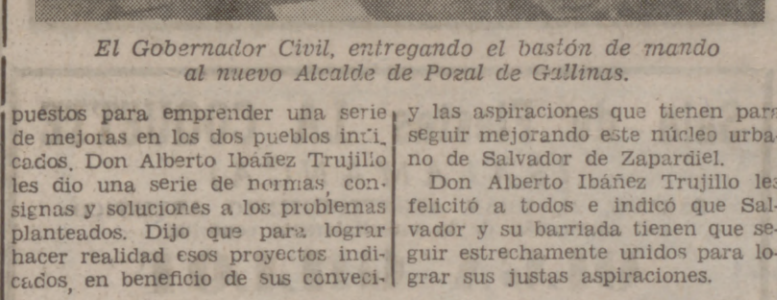 El Gobernador Civil, entregando el bastón de mando
al nuevo Alcalde de Pozal de Gallinas.
puestos para emprender una serie
de mejoras en los dos pueblos indi-
cados. Don Alberto Ibáñez Trujillo
les dio una serie de normas, con-
signas y soluciones a los problemas
planteados. Dijo que para lograr
hacer realidad esos proyectos indi-
cados, en beneficio de sus conveci-
y las aspiraciones que tienen para
seguir mejorando este núcleo urba-
no de Salvador de Zapardiel.
Don Alberto Ibáñez Trujillo les
felicitó a todos e indicó que Sal-
vador y su barriada tienen que se-
guir estrechamente unidos para lo-
grar sus justas aspiraciones.